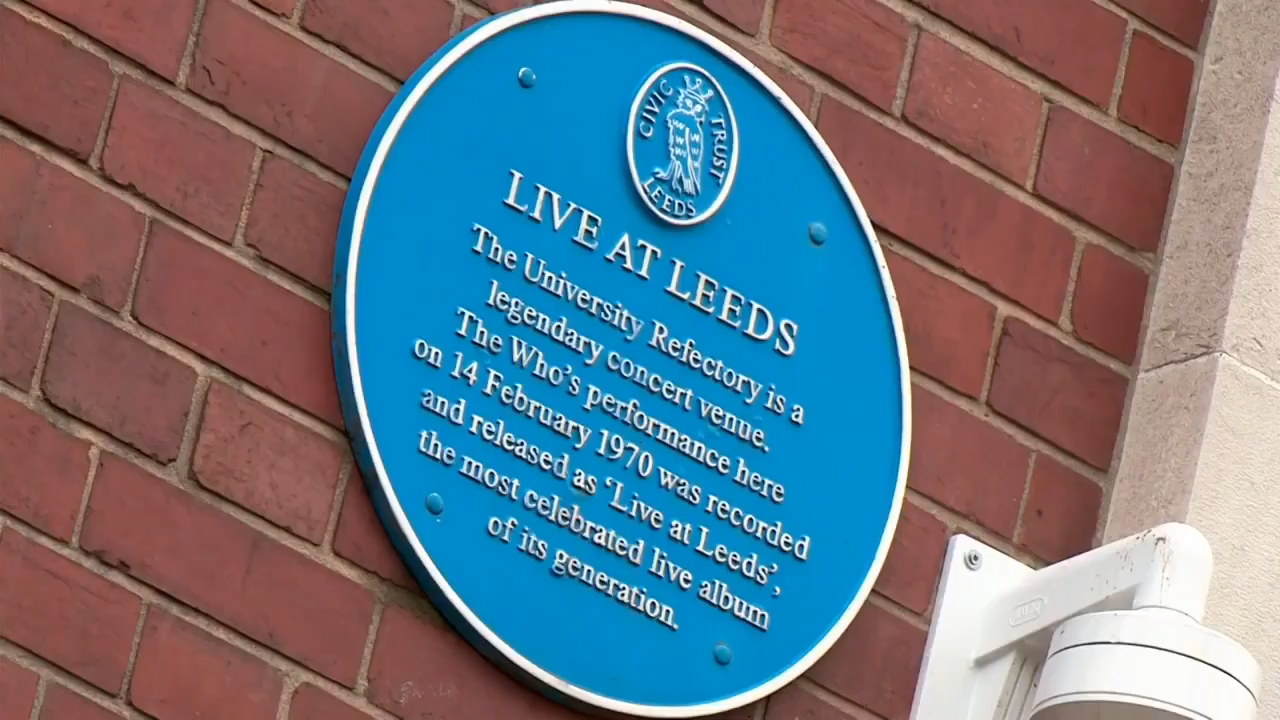 CIVIC TRUST
LEEDS
LIVE AT LEEDS
The University Refectory is a
legendary concert venue.
The Who's performance here
on 14 February 1970 was recorded
and released as ‘Live at Leeds’,
the most celebrated live album
of its generation.